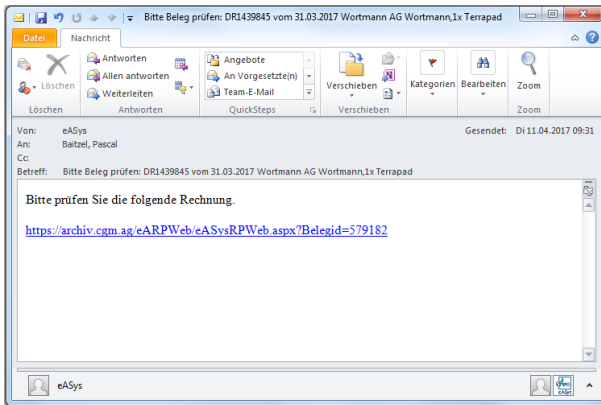 Bitte Beleg prüfen: DR1439845 vom 31.03.2017 Wortmann AG Wortmann,1x Terrapad
Datei Nachricht
Löschen
Antworten
Allen antworten
Weiterleiten
Angebote
An Vorgesetzte(n)
Team-E-Mail
Verschieben
Kategorien
Bearbeiten
Zoom
Löschen Antworten QuickSteps Verschieben Zoom
Von: eASys Gesendet: Di 11.04.2017 09:31
An: Baitzel, Pascal
Cc:
Betreff: Bitte Beleg prüfen: DR1439845 vom 31.03.2017 Wortmann AG Wortmann,1x Terrapad
Bitte prüfen Sie die folgende Rechnung.
https://archiv.cgm.ag/eARPWeb/eASysRPWeb.aspx?Belegid=579182
eASys